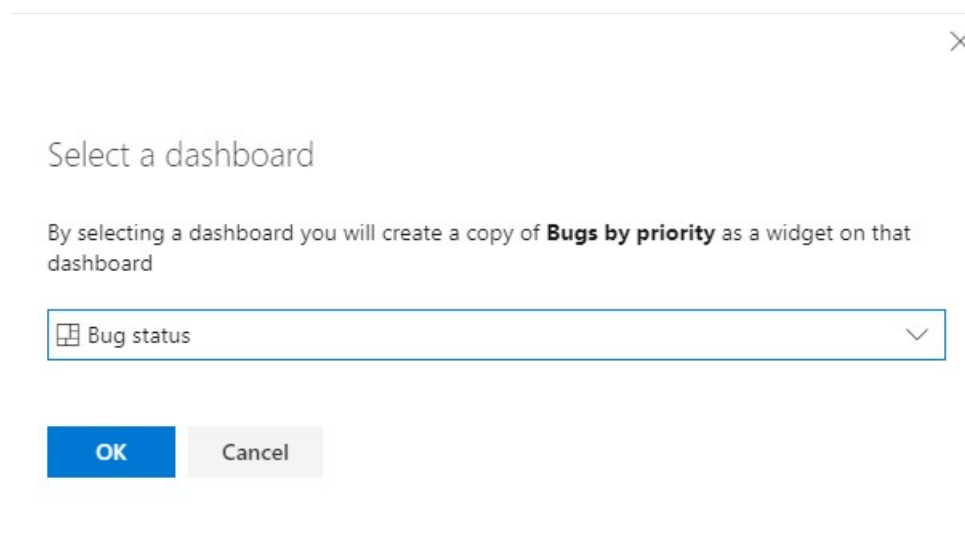 Select a dashboard
By selecting a dashboard you will create a copy of Bugs by priority as a widget on that
dashboard
Bug status
OK
Cancel